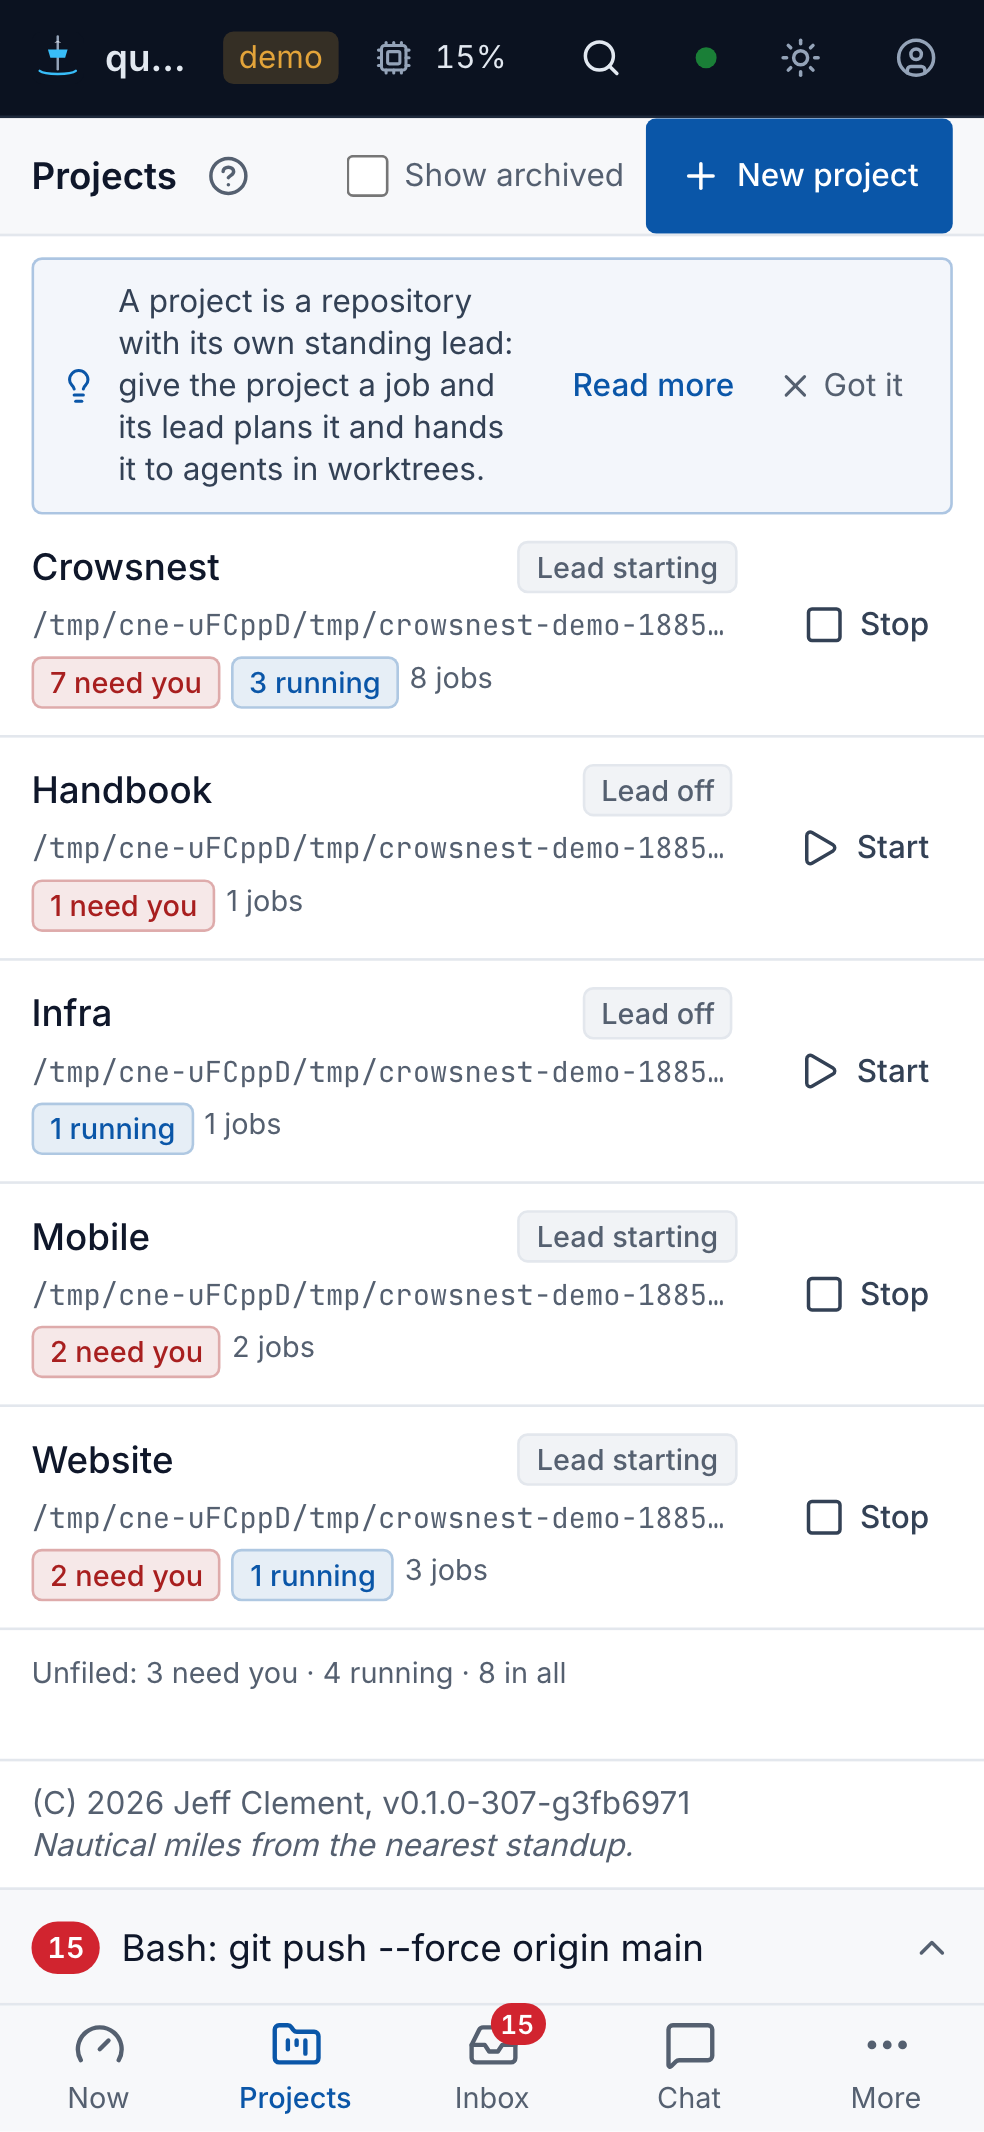 qu...
demo
15%
Projects
Show archived
New project
A project is a repository
with its own standing lead:
give the project a job and
its lead plans it and hands
it to agents in worktrees.
Read more
Got it
Crowsnest
Lead starting
/tmp/cne-uFCppD/tmp/crowsnest-demo-1885…
Stop
7 need you
3 running
8 jobs
Handbook
Lead off
/tmp/cne-uFCppD/tmp/crowsnest-demo-1885…
Start
1 need you
1 jobs
Infra
Lead off
/tmp/cne-uFCppD/tmp/crowsnest-demo-1885…
Start
1 running
1 jobs
Mobile
Lead starting
/tmp/cne-uFCppD/tmp/crowsnest-demo-1885…
Stop
2 need you
2 jobs
Website
Lead starting
/tmp/cne-uFCppD/tmp/crowsnest-demo-1885…
Stop
2 need you
1 running
3 jobs
Unfiled: 3 need you · 4 running · 8 in all
(C) 2026 Jeff Clement, v0.1.0-307-g3fb6971
Nautical miles from the nearest standup.
15
Bash: git push --force origin main
15
Now
Projects
Inbox
Chat
More